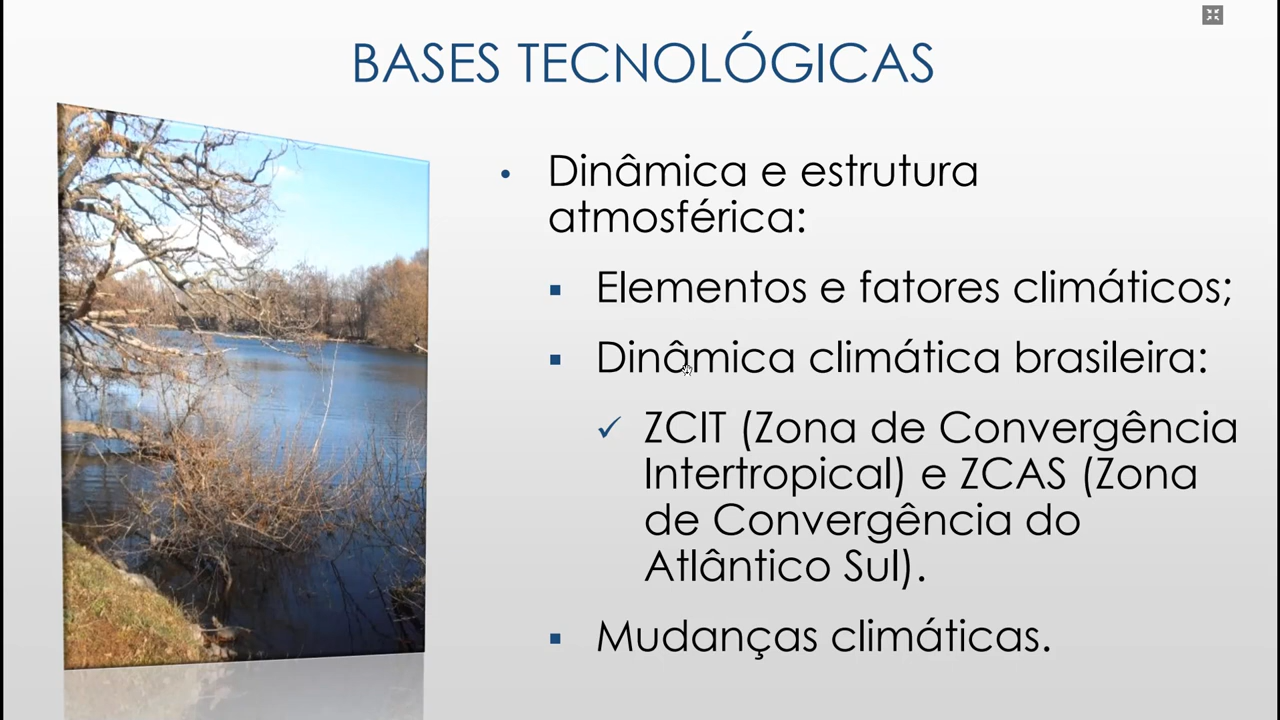 BASES TECNOLÓGICAS
• Dinâmica e estrutura
atmosférica:
▪ Elementos e fatores climáticos;
▪ Dinâmica climática brasileira:
✓ ZCIT (Zona de Convergência
Intertropical) e ZCAS (Zona
de Convergência do
Atlântico Sul).
▪ Mudanças climáticas.